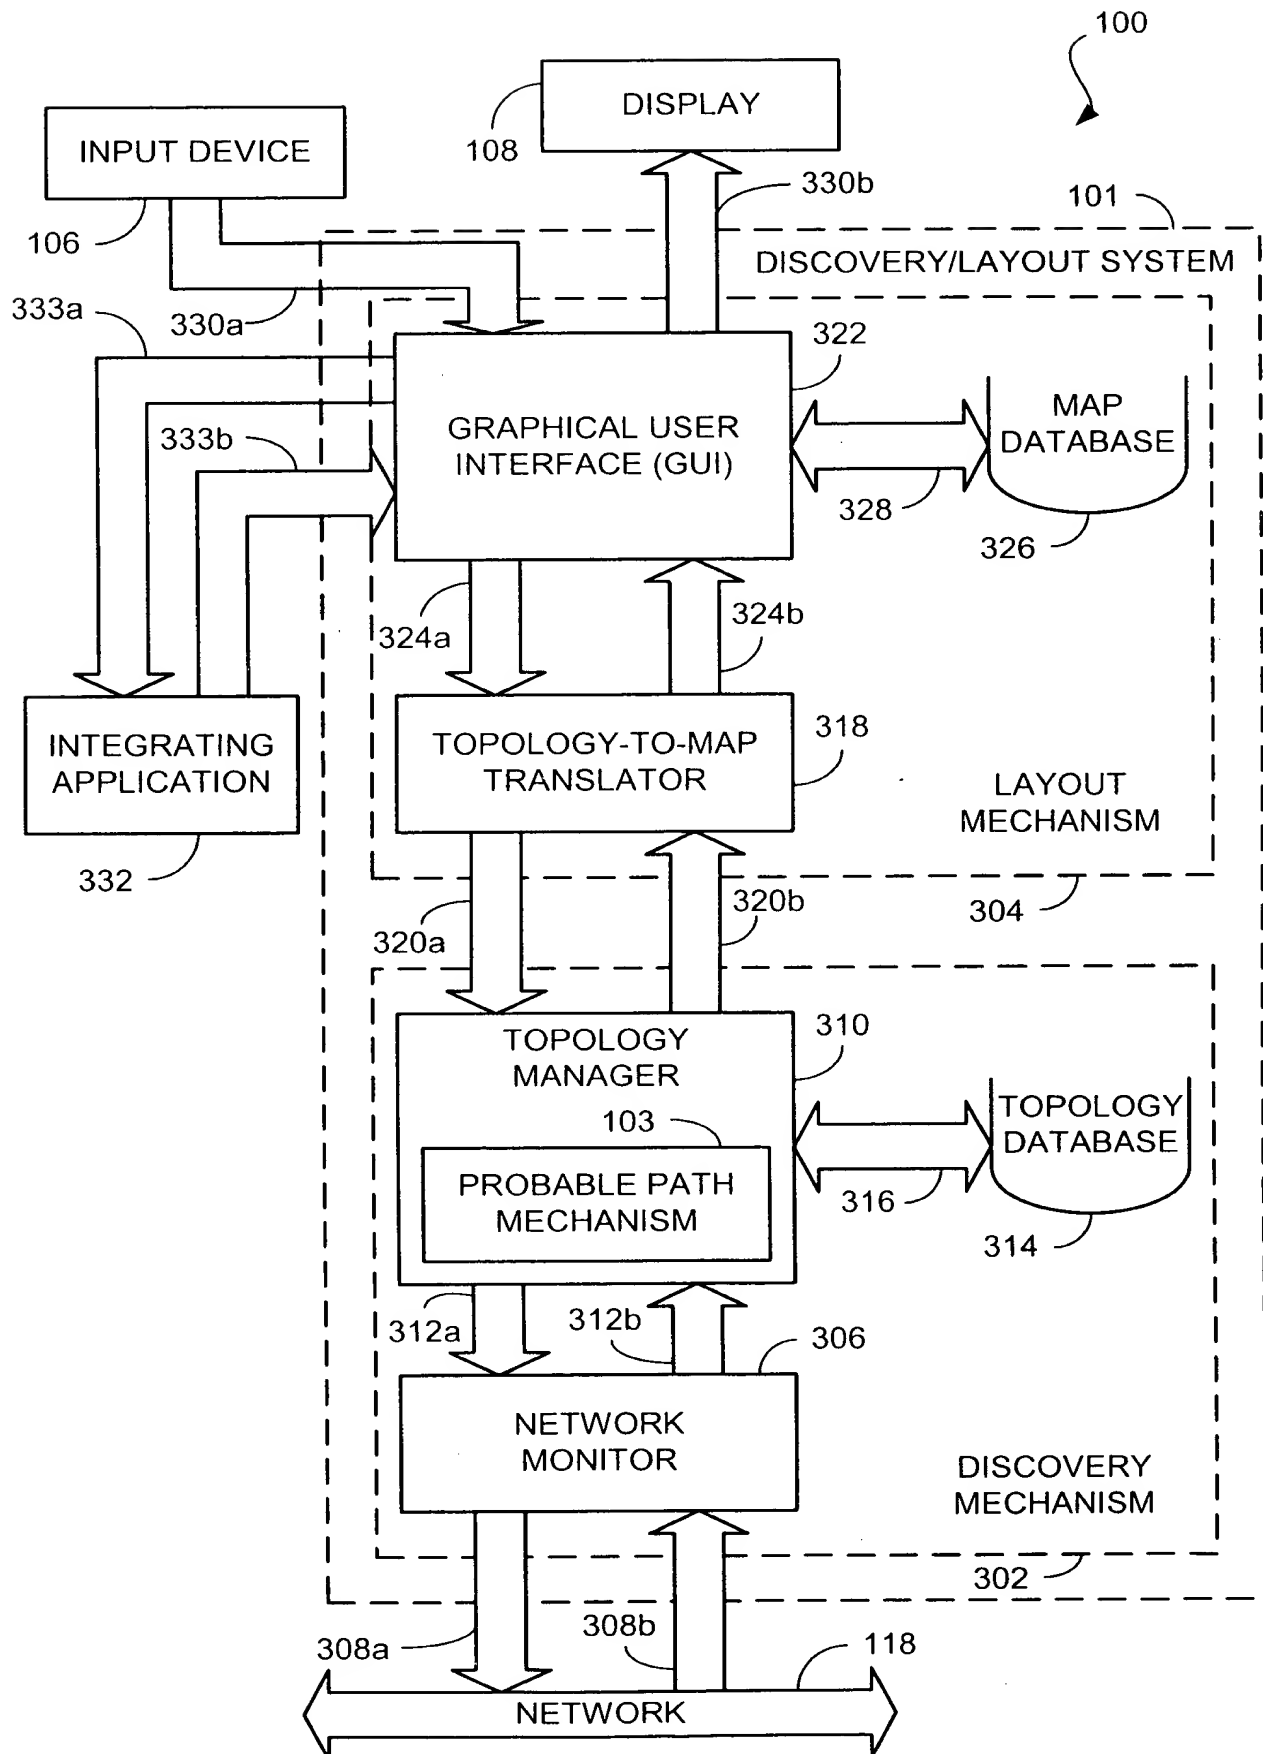 100
DISPLAY
108
INPUT DEVICE
106
330b
101
DISCOVERY/LAYOUT SYSTEM
333a
330a
322
GRAPHICAL USER
INTERFACE (GUI)
MAP
DATABASE
333b
328
326
324a
324b
INTEGRATING
APPLICATION
332
TOPOLOGY-TO-MAP
TRANSLATOR
318
LAYOUT
MECHANISM
304
320a
320b
TOPOLOGY
MANAGER
310
103
PROBABLE PATH
MECHANISM
TOPOLOGY
DATABASE
316
314
312a
312b
306
NETWORK
MONITOR
DISCOVERY
MECHANISM
302
308a
308b
118
NETWORK